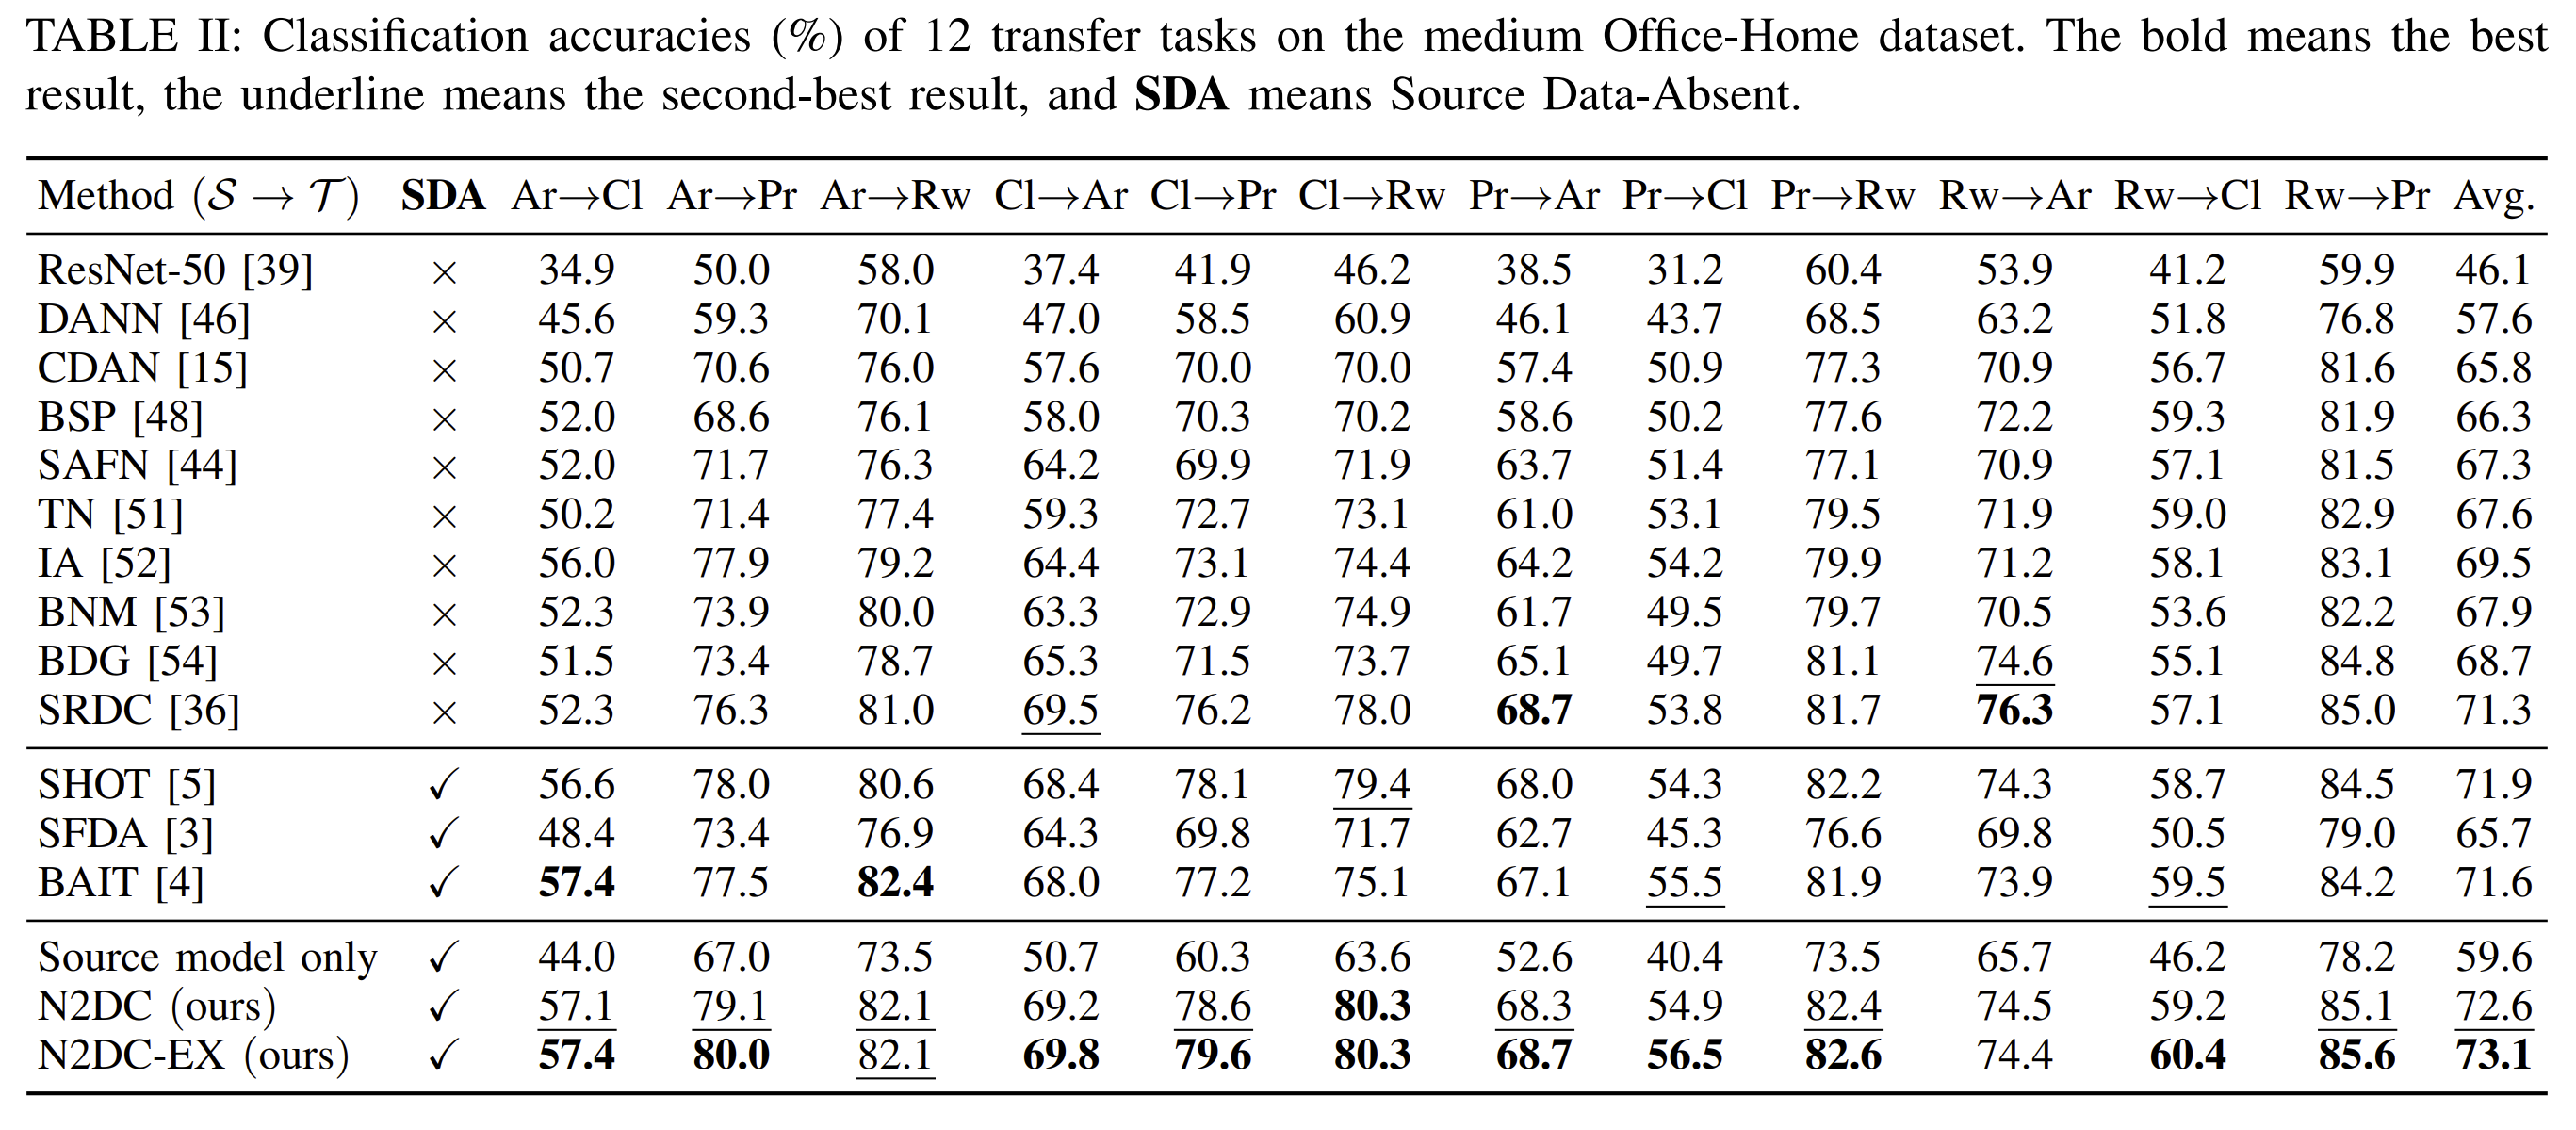 TABLE II: Classification accuracies (%) of 12 transfer tasks on the medium Office-Home dataset. The bold means the best
result, the underline means the second-best result, and SDA means Source Data-Absent.
Method (S → T) SDA Ar→Cl Ar→Pr Ar→Rw Cl→Ar Cl→Pr Cl→Rw Pr→Ar Pr→Cl Pr→Rw Rw→Ar Rw→Cl Rw→Pr Avg.
ResNet-50 [39] × 34.9 50.0 58.0 37.4 41.9 46.2 38.5 31.2 60.4 53.9 41.2 59.9 46.1
DANN [46] × 45.6 59.3 70.1 47.0 58.5 60.9 46.1 43.7 68.5 63.2 51.8 76.8 57.6
CDAN [15] × 50.7 70.6 76.0 57.6 70.0 70.0 57.4 50.9 77.3 70.9 56.7 81.6 65.8
BSP [48] × 52.0 68.6 76.1 58.0 70.3 70.2 58.6 50.2 77.6 72.2 59.3 81.9 66.3
SAFN [44] × 52.0 71.7 76.3 64.2 69.9 71.9 63.7 51.4 77.1 70.9 57.1 81.5 67.3
TN [51] × 50.2 71.4 77.4 59.3 72.7 73.1 61.0 53.1 79.5 71.9 59.0 82.9 67.6
IA [52] × 56.0 77.9 79.2 64.4 73.1 74.4 64.2 54.2 79.9 71.2 58.1 83.1 69.5
BNM [53] × 52.3 73.9 80.0 63.3 72.9 74.9 61.7 49.5 79.7 70.5 53.6 82.2 67.9
BDG [54] × 51.5 73.4 78.7 65.3 71.5 73.7 65.1 49.7 81.1 74.6 55.1 84.8 68.7
SRDC [36] × 52.3 76.3 81.0 69.5 76.2 78.0 68.7 53.8 81.7 76.3 57.1 85.0 71.3
SHOT [5] ✓ 56.6 78.0 80.6 68.4 78.1 79.4 68.0 54.3 82.2 74.3 58.7 84.5 71.9
SFDA [3] ✓ 48.4 73.4 76.9 64.3 69.8 71.7 62.7 45.3 76.6 69.8 50.5 79.0 65.7
BAIT [4] ✓ 57.4 77.5 82.4 68.0 77.2 75.1 67.1 55.5 81.9 73.9 59.5 84.2 71.6
Source model only ✓ 44.0 67.0 73.5 50.7 60.3 63.6 52.6 40.4 73.5 65.7 46.2 78.2 59.6
N2DC (ours) ✓ 57.1 79.1 82.1 69.2 78.6 80.3 68.3 54.9 82.4 74.5 59.2 85.1 72.6
N2DC-EX (ours) ✓ 57.4 80.0 82.1 69.8 79.6 80.3 68.7 56.5 82.6 74.4 60.4 85.6 73.1